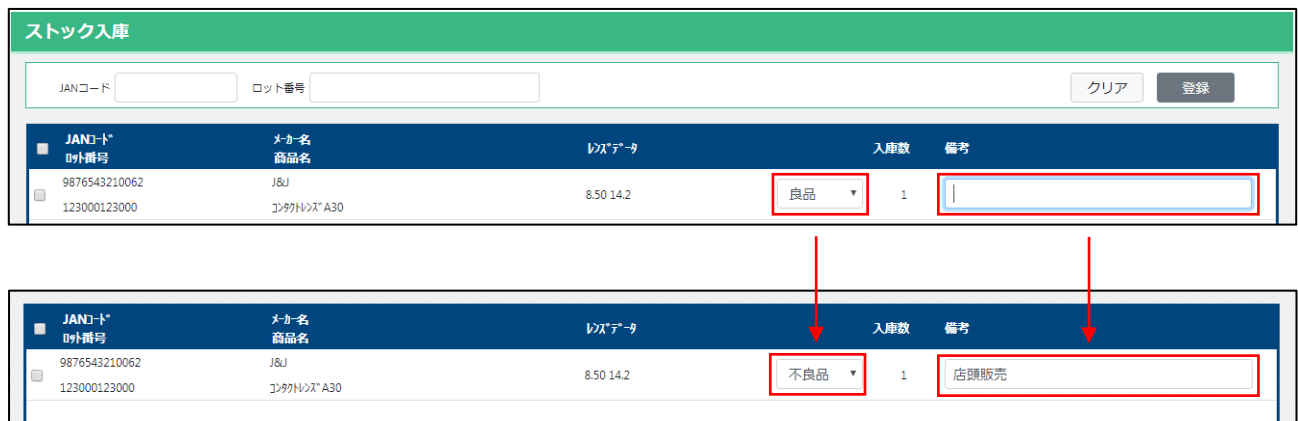 ストック入庫
JANコード ロット番号 クリア 登録
JANｺｰﾄﾞ ﾒｰｶｰ名 ﾚﾝｽﾞﾃﾞｰﾀ 入庫数 備考
ﾛｯﾄ番号 商品名
9876543210062 J&J 8.50 14.2 良品 1
123000123000 ｺﾝﾀｸﾄﾚﾝｽﾞA30
JANｺｰﾄﾞ ﾒｰｶｰ名 ﾚﾝｽﾞﾃﾞｰﾀ 入庫数 備考
ﾛｯﾄ番号 商品名
9876543210062 J&J 8.50 14.2 不良品 1 店頭販売
123000123000 ｺﾝﾀｸﾄﾚﾝｽﾞA30